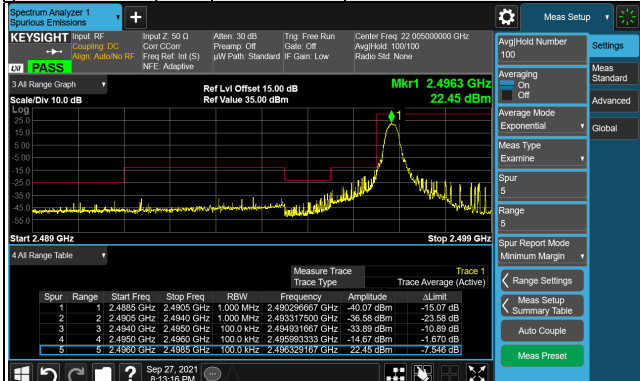 Spectrum Analyzer 1
Spurious Emissions
Meas Setup
KEYSIGHT
Input: RF
Coupling: DC
Align: Auto/No RF
Input Z: 50 Ω
Corr CCorr
Freq Ref: Int (S)
NFE: Adaptive
Atten: 30 dB
Preamp: Off
µW Path: Standard
Trig: Free Run
Gate: Off
IF Gain: Low
Center Freq: 22.005000000 GHz
Avg|Hold: 100/100
Radio Std: None
LXI PASS
3 All Range Graph
Ref Lvl Offset 15.00 dB
Mkr1 2.4963 GHz
Scale/Div 10.0 dB
Ref Value 35.00 dBm
22.45 dBm
Log
25.0
15.0
5.00
-5.00
-15.0
-25.0
-35.0
-45.0
-55.0
1
Start 2.489 GHz
Stop 2.499 GHz
4 All Range Table
Measure Trace Trace 1
Trace Type Trace Average (Active)
Spur Range Start Freq Stop Freq RBW Frequency Amplitude ΔLimit
1 1 2.4885 GHz 2.4905 GHz 1.000 MHz 2.490296667 GHz -40.07 dBm -15.07 dB
2 2 2.4905 GHz 2.4940 GHz 1.000 MHz 2.493317500 GHz -36.58 dBm -23.58 dB
3 3 2.4940 GHz 2.4950 GHz 100.0 kHz 2.494931667 GHz -33.89 dBm -10.89 dB
4 4 2.4950 GHz 2.4960 GHz 100.0 kHz 2.495993333 GHz -14.67 dBm -1.670 dB
5 5 2.4960 GHz 2.4985 GHz 100.0 kHz 2.496329167 GHz 22.45 dBm -7.546 dB
Sep 27, 2021
8:13:16 PM
Avg|Hold Number
100
Averaging
On
Off
Average Mode
Exponential
Meas Type
Examine
Spur
5
Range
5
Spur Report Mode
Minimum Margin
Range Settings
Meas Setup
Summary Table
Auto Couple
Meas Preset
Settings
Meas
Standard
Advanced
Global